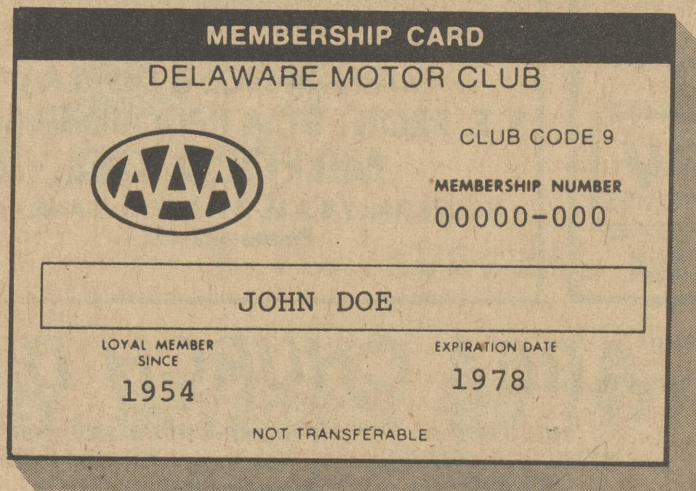 MEMBERSHIP CARD
DELAWARE MOTOR CLUB
AAA
CLUB CODE 9
MEMBERSHIP NUMBER
00000-000
JOHN DOE
LOYAL MEMBER
SINCE
1954
EXPIRATION DATE
1978
NOT TRANSFERABLE